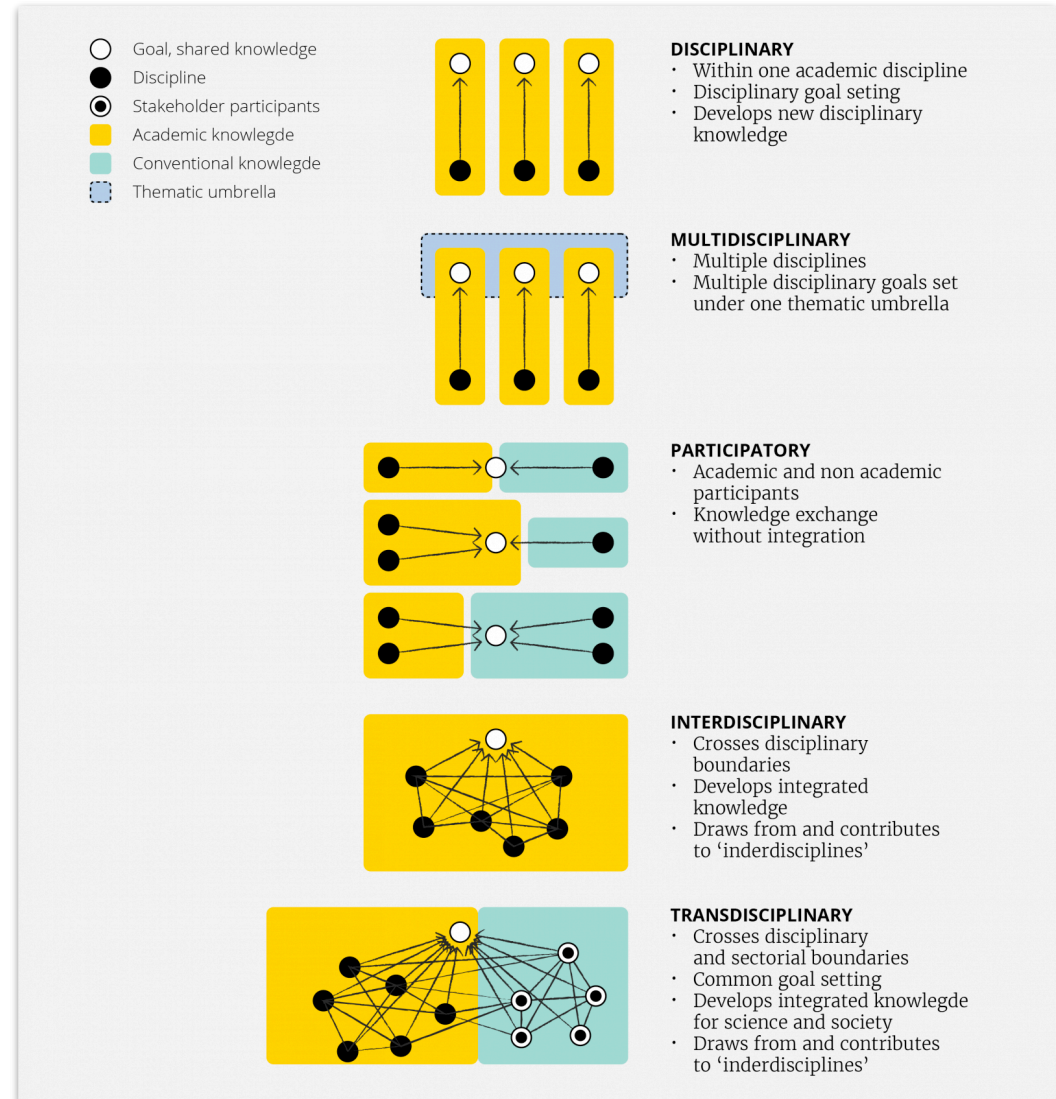 Goal, shared knowledge
Discipline
Stakeholder participants
Academic knowlegde
Conventional knowlegde
Thematic umbrella
DISCIPLINARY
· Within one academic discipline
· Disciplinary goal seting
· Develops new disciplinary
knowledge
MULTIDISCIPLINARY
· Multiple disciplines
· Multiple disciplinary goals set
under one thematic umbrella
PARTICIPATORY
· Academic and non academic
participants
· Knowledge exchange
without integration
INTERDISCIPLINARY
· Crosses disciplinary
boundaries
· Develops integrated
knowledge
· Draws from and contributes
to ‘inderdisciplines’
TRANSDISCIPLINARY
· Crosses disciplinary
and sectorial boundaries
· Common goal setting
· Develops integrated knowlegde
for science and society
· Draws from and contributes
to ‘inderdisciplines’